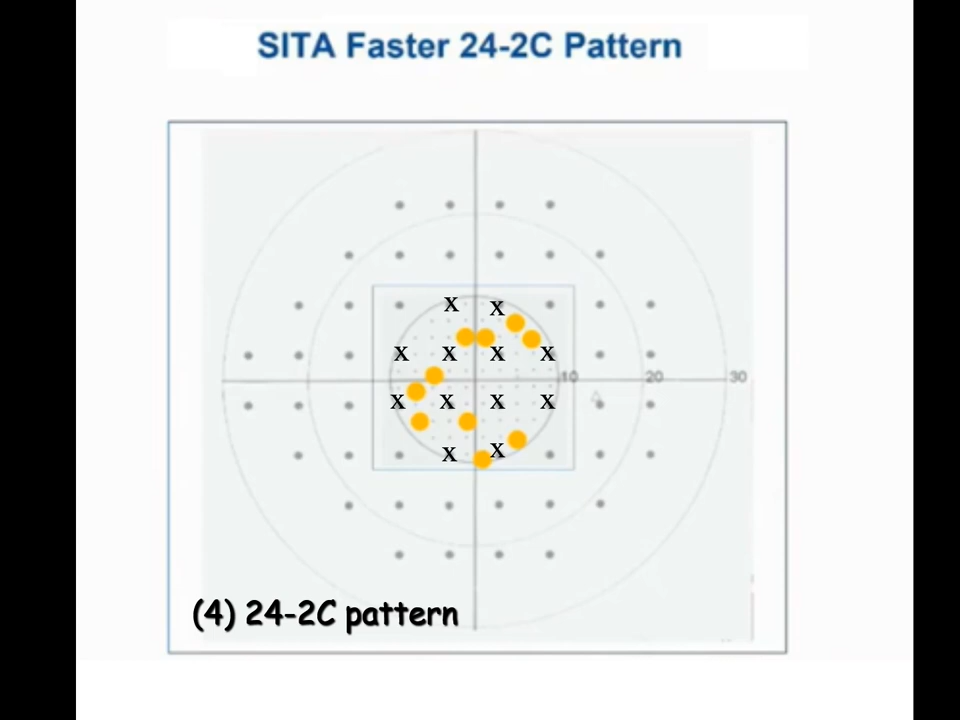 SITA Faster 24-2C Pattern
x x
x x x x
10 20 30
x x x x
x x
(4) 24-2C pattern